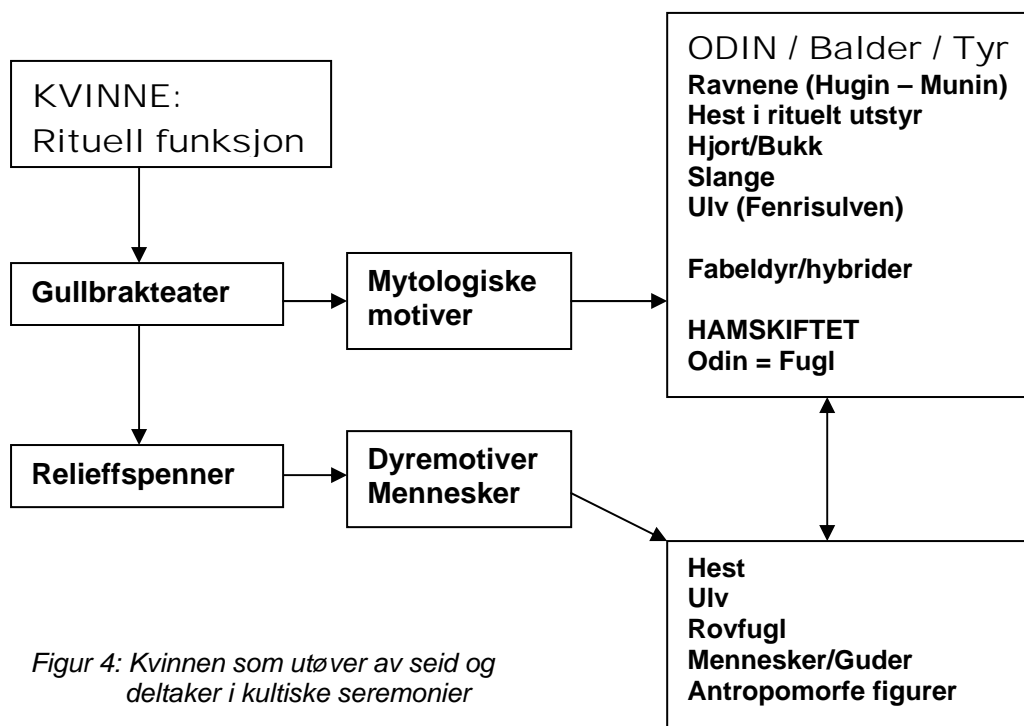 KVINNE:
Rituell funksjon
Gullbrakteater
Mytologiske
motiver
ODIN / Balder / Tyr
Ravnene (Hugin – Munin)
Hest i rituelt utstyr
Hjort/Bukk
Slange
Ulv (Fenrisulven)
Fabeldyr/hybrider
HAMSKIFTET
Odin = Fugl
Relieffspenner
Dyremotiver
Mennesker
Hest
Ulv
Rovfugl
Mennesker/Guder
Antropomorfe figurer
Figur 4: Kvinnen som utøver av seid og
deltaker i kultiske seremonier